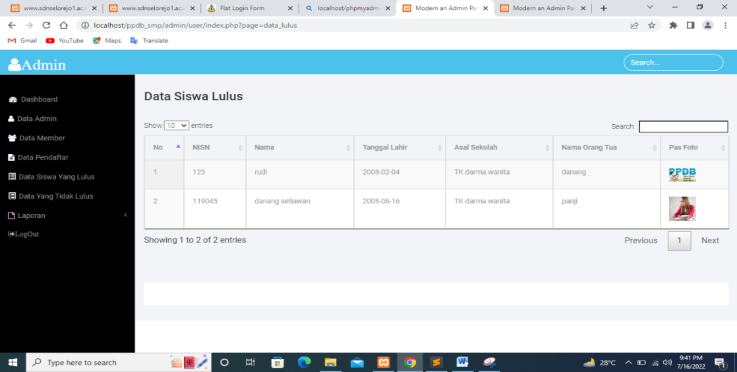 www.sdnselorejo1.ac.i
www.sdnselorejo1.ac.i
Flat Login Form
localhost/phpmyadmi
Modern an Admin Pan
Modern an Admin Pan
localhost/ppdb_smp/admin/user/index.php?page=data_lulus
Gmail YouTube Maps Translate
Admin
Search...
Dashboard
Data Admin
Data Member
Data Pendaftar
Data Siswa Yang Lulus
Data Yang Tidak Lulus
Laporan
LogOut
Data Siswa Lulus
Show 10 entries
Search:
No NISN Nama Tanggal Lahir Asal Sekolah Nama Orang Tua Pas Foto
1 123 rudi 2008-02-04 TK darma wanita danang PPDB
2 119045 danang setiawan 2008-06-16 TK darma wanita panji
Showing 1 to 2 of 2 entries
Previous 1 Next
Type here to search
28°C
9:41 PM
7/16/2022